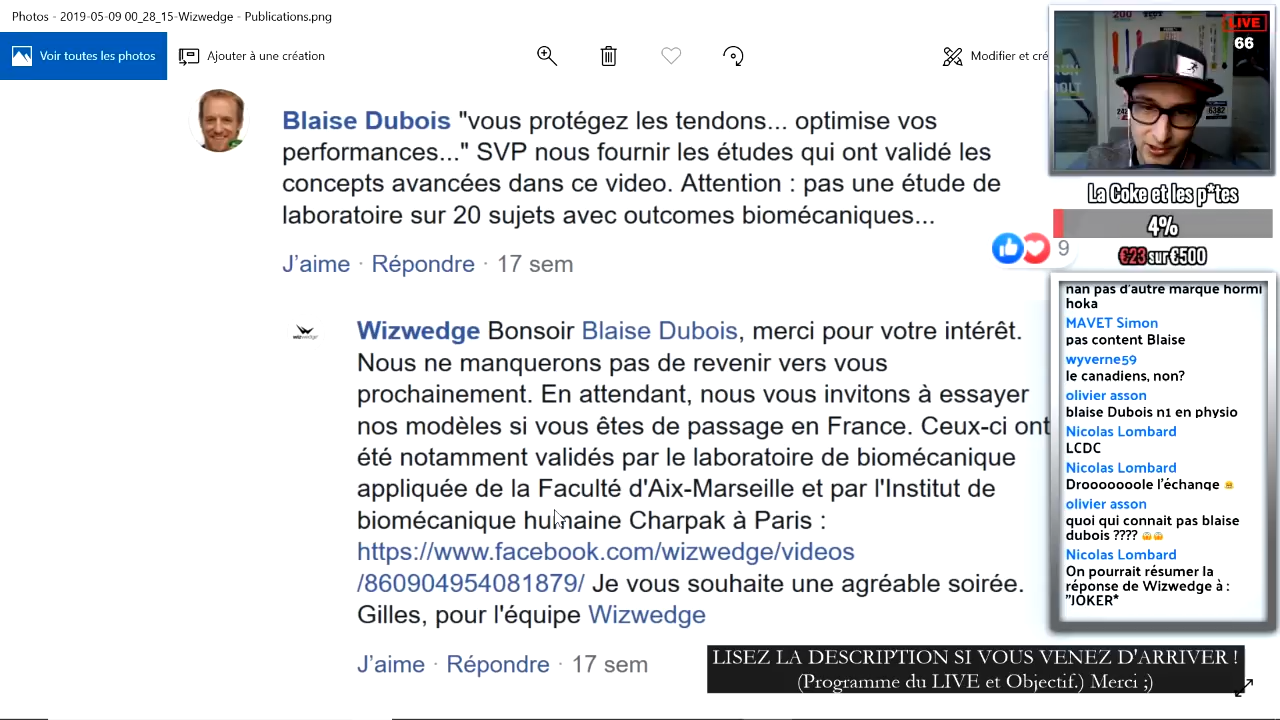 Photos - 2019-05-09 00_28_15-Wizwedge - Publications.png
Voir toutes les photos
Ajouter à une création
Modifier et cré
Blaise Dubois "vous protégez les tendons... optimise vos
performances..." SVP nous fournir les études qui ont validé les
concepts avancées dans ce video. Attention : pas une étude de
laboratoire sur 20 sujets avec outcomes biomécaniques...
9
J'aime · Répondre · 17 sem
Wizwedge Bonsoir Blaise Dubois, merci pour votre intérêt.
Nous ne manquerons pas de revenir vers vous
prochainement. En attendant, nous vous invitons à essayer
nos modèles si vous êtes de passage en France. Ceux-ci ont
été notamment validés par le laboratoire de biomécanique
appliquée de la Faculté d'Aix-Marseille et par l'Institut de
biomécanique humaine Charpak à Paris :
https://www.facebook.com/wizwedge/videos
/860904954081879/ Je vous souhaite une agréable soirée.
Gilles, pour l'équipe Wizwedge
J'aime · Répondre · 17 sem
LIVE
66
La Coke et les p*tes
4%
€23 sur €500
nan pas d'autre marque hormi
hoka
MAVET Simon
pas content Blaise
wyverne59
le canadiens, non?
olivier asson
blaise Dubois n1 en physio
Nicolas Lombard
LCDC
Nicolas Lombard
Drooooooole l'échange
olivier asson
quoi qui connait pas blaise
dubois ????
Nicolas Lombard
On pourrait résumer la
réponse de Wizwedge à :
"JOKER"
LISEZ LA DESCRIPTION SI VOUS VENEZ D'ARRIVER !
(Programme du LIVE et Objectif.) Merci ;)